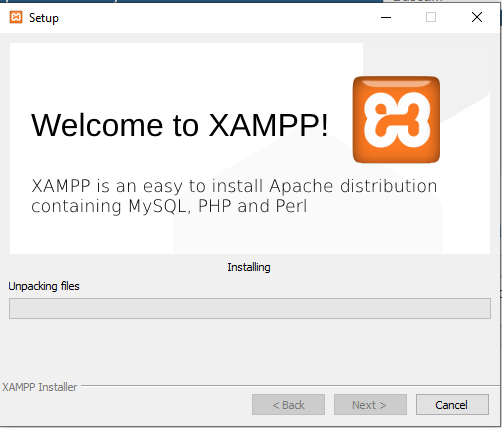 Setup
Welcome to XAMPP!
XAMPP is an easy to install Apache distribution
containing MySQL, PHP and Perl
Installing
Unpacking files
XAMPP Installer
< Back
Next >
Cancel